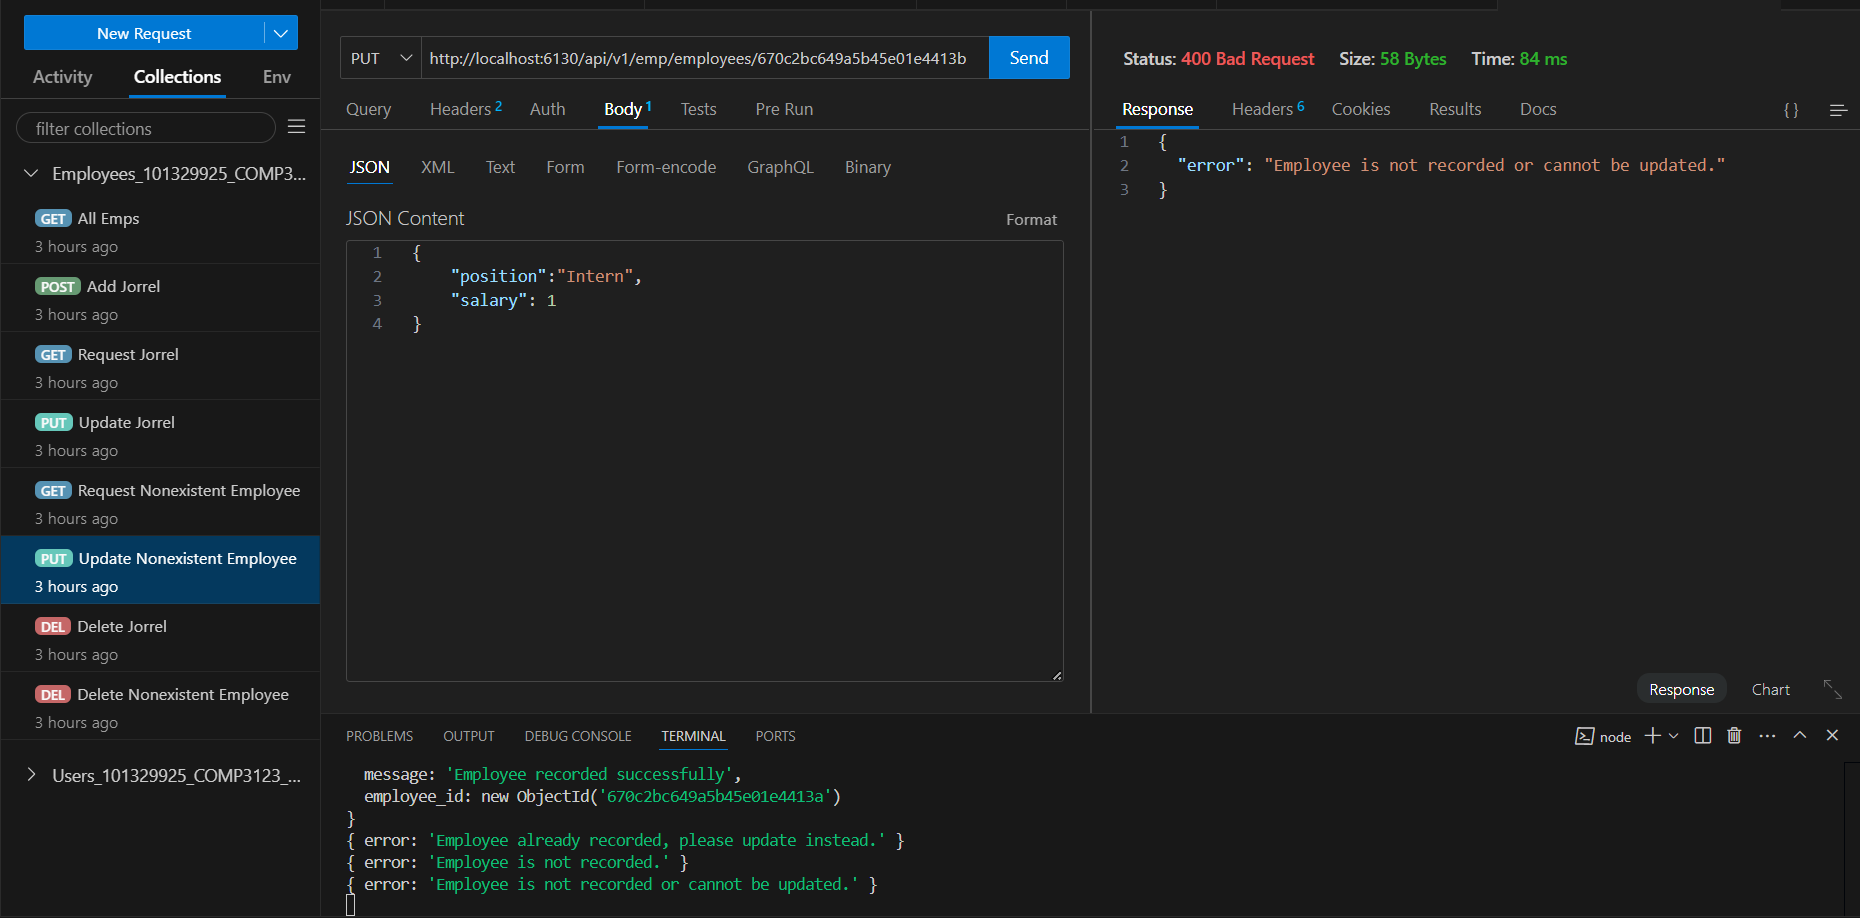 New Request
Activity Collections Env
filter collections
Employees_101329925_COMP3...
GET All Emps
3 hours ago
POST Add Jorrel
3 hours ago
GET Request Jorrel
3 hours ago
PUT Update Jorrel
3 hours ago
GET Request Nonexistent Employee
3 hours ago
PUT Update Nonexistent Employee
3 hours ago
DEL Delete Jorrel
3 hours ago
DEL Delete Nonexistent Employee
3 hours ago
Users_101329925_COMP3123_...
PUT http://localhost:6130/api/v1/emp/employees/670c2bc649a5b45e01e4413b Send
Query Headers 2 Auth Body 1 Tests Pre Run
JSON XML Text Form Form-encode GraphQL Binary
JSON Content Format
1 {
2 "position":"Intern",
3 "salary": 1
4 }
Status: 400 Bad Request Size: 58 Bytes Time: 84 ms
Response Headers 6 Cookies Results Docs { }
1 {
2 "error": "Employee is not recorded or cannot be updated."
3 }
Response Chart
PROBLEMS OUTPUT DEBUG CONSOLE TERMINAL PORTS node
message: 'Employee recorded successfully',
employee_id: new ObjectId('670c2bc649a5b45e01e4413a')
}
{ error: 'Employee already recorded, please update instead.' }
{ error: 'Employee is not recorded.' }
{ error: 'Employee is not recorded or cannot be updated.' }